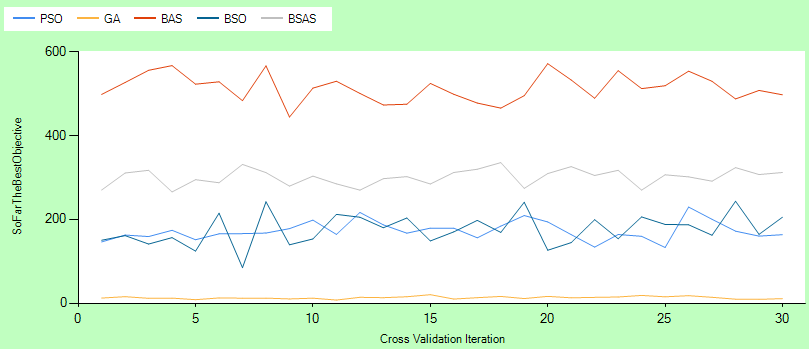 PSO GA BAS BSO BSAS
600
400
200
0
SoFarTheBestObjective
0 5 10 15 20 25 30
Cross Validation Iteration